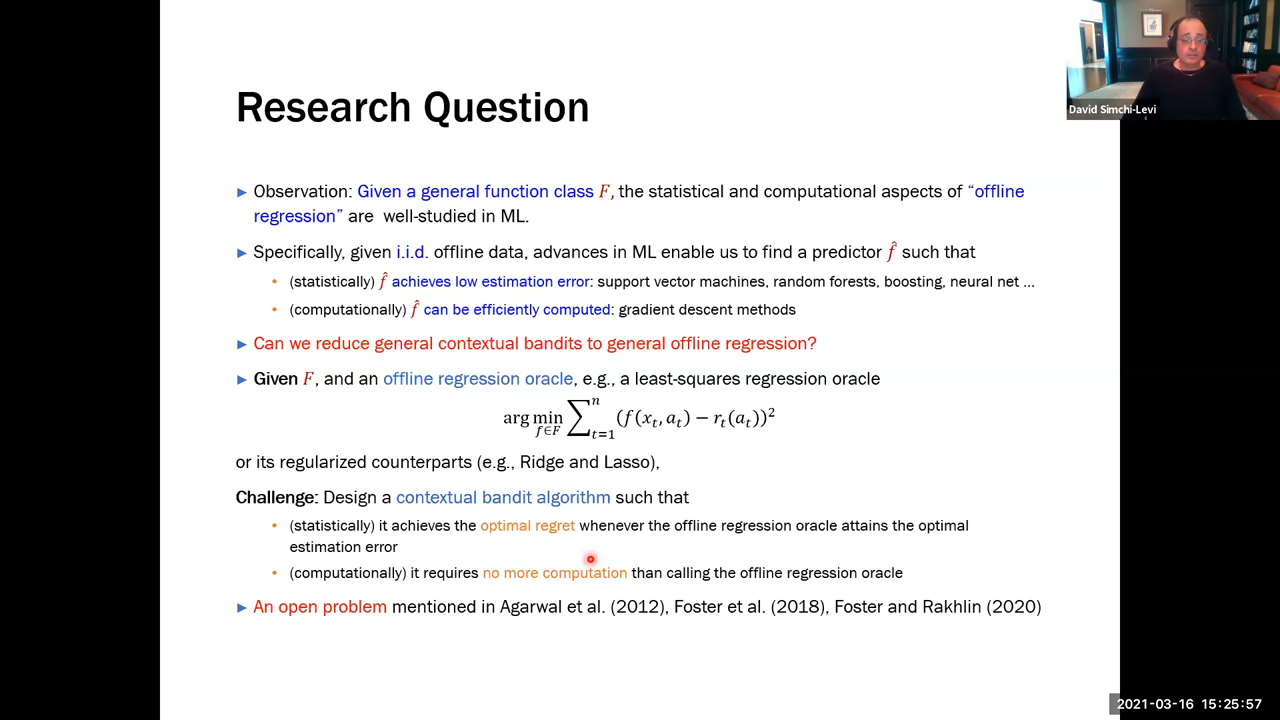 David Simchi-Levi
Research Question
► Observation: Given a general function class F, the statistical and computational aspects of “offline
regression” are well-studied in ML.
► Specifically, given i.i.d. offline data, advances in ML enable us to find a predictor f̂ such that
• (statistically) f̂ achieves low estimation error: support vector machines, random forests, boosting, neural net ...
• (computationally) f̂ can be efficiently computed: gradient descent methods
► Can we reduce general contextual bandits to general offline regression?
► Given F, and an offline regression oracle, e.g., a least-squares regression oracle
arg min_{f∈F} ∑_{t=1}^{n} (f(x_t, a_t) − r_t(a_t))²
or its regularized counterparts (e.g., Ridge and Lasso),
Challenge: Design a contextual bandit algorithm such that
• (statistically) it achieves the optimal regret whenever the offline regression oracle attains the optimal
estimation error
• (computationally) it requires no more computation than calling the offline regression oracle
► An open problem mentioned in Agarwal et al. (2012), Foster et al. (2018), Foster and Rakhlin (2020)
2021-03-16 15:25:57